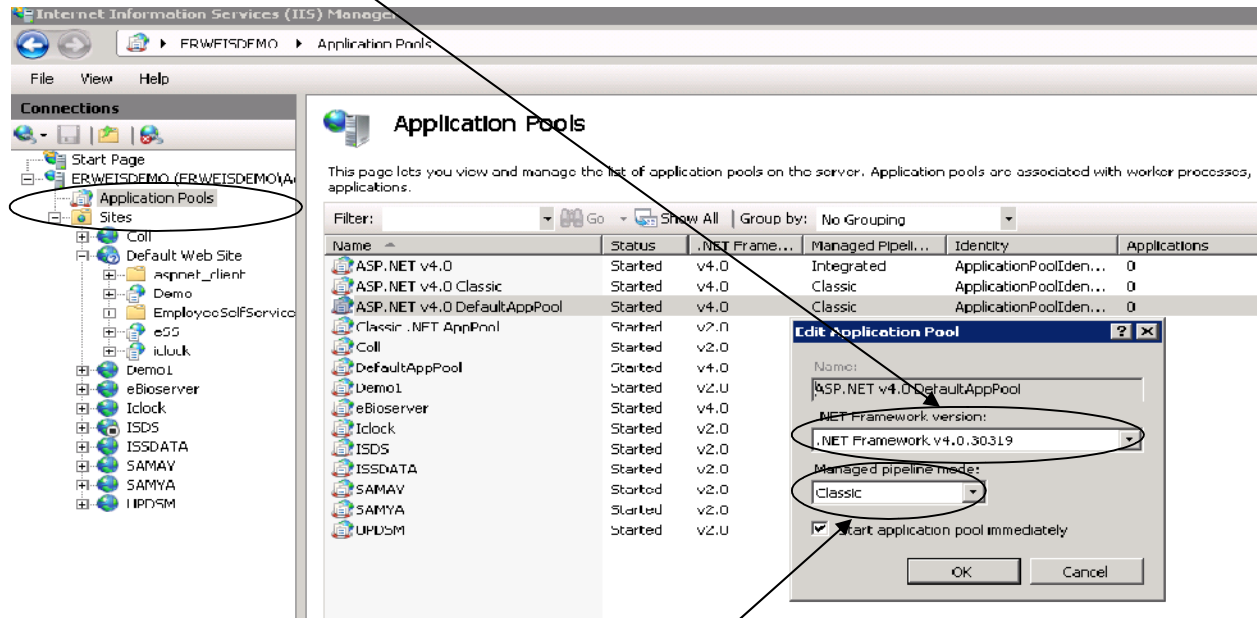 Internet Information Services (IIS) Manager
ERWEISDEMO Application Pools
File View Help
Connections
Start Page
ERWEISDEMO (ERWEISDEMO\A
Application Pools
Sites
Coll
Default Web Site
aspnet_client
Demo
EmployeeSelfService
eSS
iclock
Demo1
eBioserver
Iclock
ISDS
ISSDATA
SAMAY
SAMYA
UPDSM
Application Pools
This page lets you view and manage the list of application pools on the server. Application pools are associated with worker processes,
applications.
Filter: Go Show All Group by: No Grouping
Name Status .NET Frame... Managed Pipeli... Identity Applications
ASP.NET v4.0 Started v4.0 Integrated ApplicationPoolIden... 0
ASP.NET v4.0 Classic Started v4.0 Classic ApplicationPoolIden... 0
ASP.NET v4.0 DefaultAppPool Started v4.0 Classic ApplicationPoolIden... 0
Classic .NET AppPool Started v2.0
Coll Started v2.0
DefaultAppPool Started v4.0
Demo1 Started v2.0
eBioserver Started v4.0
Iclock Started v2.0
ISDS Started v2.0
ISSDATA Started v2.0
SAMAY Started v2.0
SAMYA Started v2.0
UPDSM Started v2.0
Edit Application Pool
Name:
ASP.NET v4.0 DefaultAppPool
.NET Framework version:
.NET Framework v4.0.30319
Managed pipeline mode:
Classic
Start application pool immediately
OK Cancel